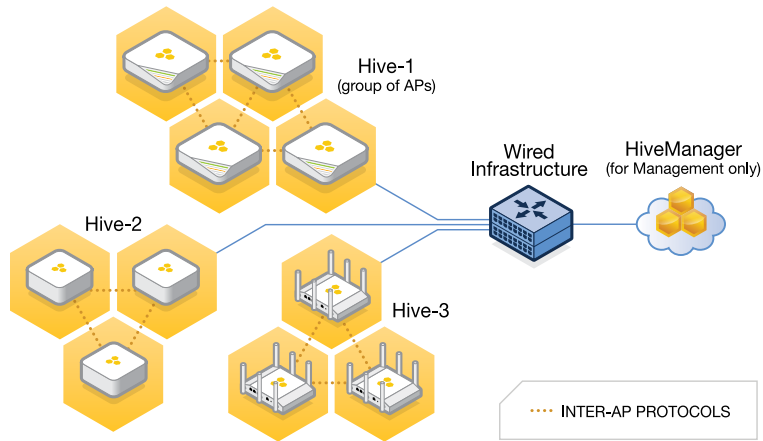 Hive-1
(group of APs)
Wired
Infrastructure
HiveManager
(for Management only)
Hive-2
Hive-3
INTER-AP PROTOCOLS